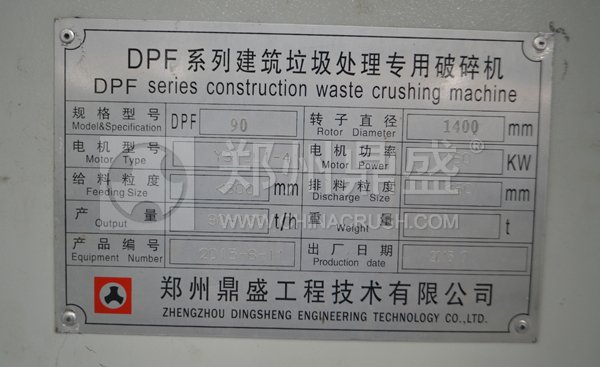 DPF 系列建筑垃圾处理专用破碎机
DPF series construction waste crushing machine
规格型号 DPF 90 转子直径 1400 mm
Model&Specification Rotor Diameter
电机型号 电机功率 KW
Motor Type Motor Power
给料粒度 mm 排料粒度 mm
Feeding Size Discharge Size
郑州鼎盛®
WWW.CHINACRUSH.COM
产量 t/h 重量 t
Output Weight
产品编号 出厂日期
Equipment Number Production date
郑州鼎盛工程技术有限公司
ZHENGZHOU DINGSHENG ENGINEERING TECHNOLOGY CO.,LTD.